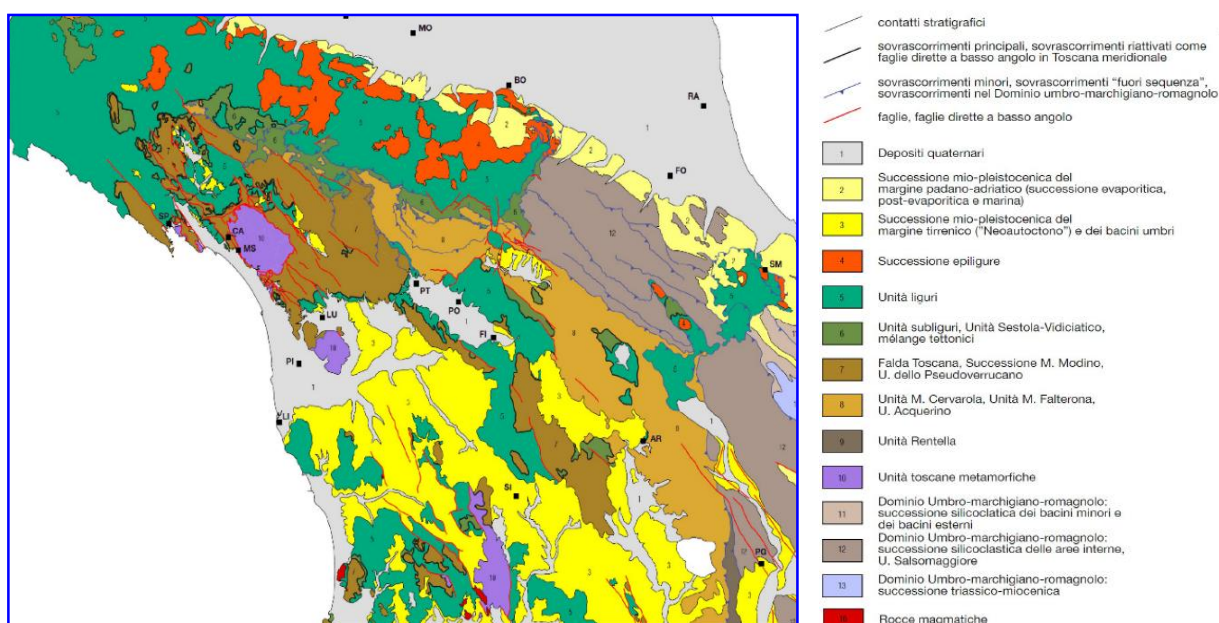 MO
BO
RA
FO
SM
SP
CA
MS
PT
PO
FI
LU
PI
LI
AR
SI
PG
contatti stratigrafici
sovrascorrimenti principali, sovrascorrimenti riattivati come
faglie dirette a basso angolo in Toscana meridionale
sovrascorrimenti minori, sovrascorrimenti "fuori sequenza",
sovrascorrimenti nel Dominio umbro-marchigiano-romagnolo
faglie, faglie dirette a basso angolo
1 Depositi quaternari
2 Successione mio-pleistocenica del
margine padano-adriatico (successione evaporitica,
post-evaporitica e marina)
3 Successione mio-pleistocenica del
margine tirrenico ("Neoautoctono") e dei bacini umbri
4 Successione epiligure
5 Unità liguri
6 Unità subliguri, Unità Sestola-Vidiciatico,
mélange tettonici
7 Falda Toscana, Successione M. Modino,
U. dello Pseudoverrucano
8 Unità M. Cervarola, Unità M. Falterona,
U. Acquerino
9 Unità Rentella
10 Unità toscane metamorfiche
11 Dominio Umbro-marchigiano-romagnolo:
successione silicoclatica dei bacini minori e
dei bacini esterni
12 Dominio Umbro-marchigiano-romagnolo:
successione silicoclastica delle aree interne,
U. Salsomaggiore
13 Dominio Umbro-marchigiano-romagnolo:
successione triassico-miocenica
Rocce magmatiche